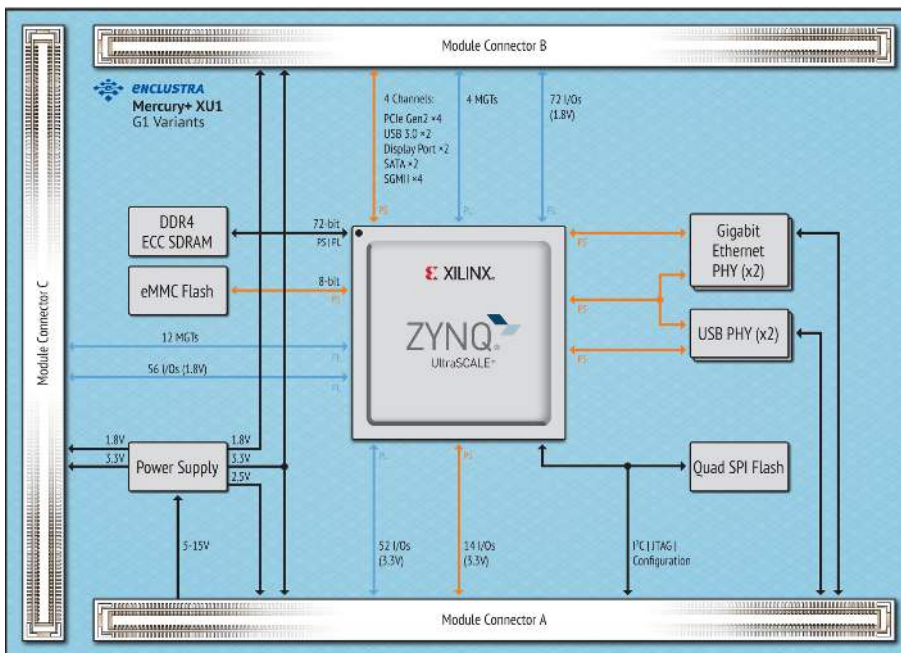 Module Connector B
enclustra
Mercury+ XU1
G1 Variants
4 Channels:
PCIe Gen2 ×4
USB 3.0 ×2
Display Port ×2
SATA ×2
SGMII ×4
4 MGTs
72 I/Os
(1.8V)
PS
PL
PL
Module Connector C
DDR4
ECC SDRAM
72-bit
PS|PL
eMMC Flash
8-bit
PS
12 MGTs
PL
56 I/Os (1.8V)
PL
XILINX®
ZYNQ®
UltraSCALE+
PS
Gigabit
Ethernet
PHY (x2)
PS
USB PHY (x2)
PS
1.8V
3.3V
Power Supply
1.8V
3.3V
2.5V
PL
PS
Quad SPI Flash
5-15V
52 I/Os
(3.3V)
14 I/Os
(3.3V)
I²C | JTAG |
Configuration
Module Connector A